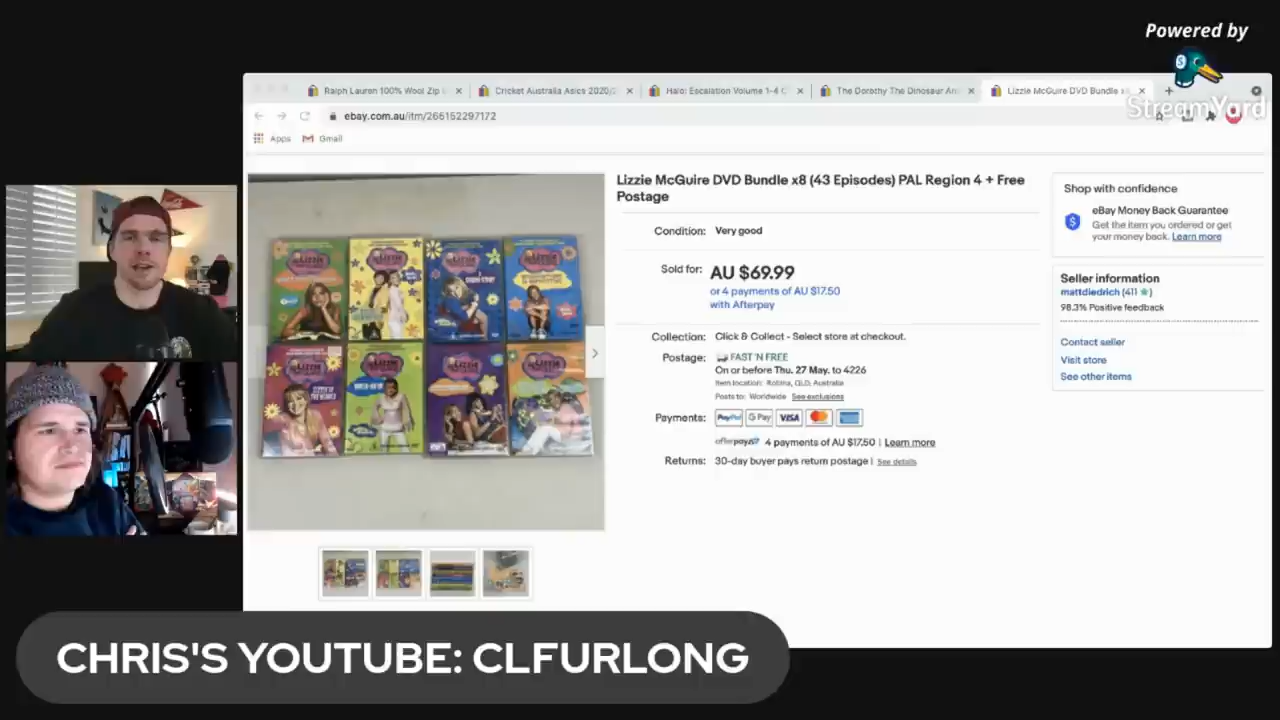 Powered by
StreamYard
Ralph Lauren 100% Wool Zip
Cricket Australia Asics 2020/2
Halo: Escalation Volume 1-4 C
The Dorothy The Dinosaur An
Lizzie McGuire DVD Bundle x
ebay.com.au/itm/266152297172
Apps Gmail
Lizzie McGuire DVD Bundle x8 (43 Episodes) PAL Region 4 + Free
Postage
Condition: Very good
Sold for: AU $69.99
or 4 payments of AU $17.50
with Afterpay
Collection: Click & Collect - Select store at checkout.
Postage: FAST 'N FREE
On or before Thu. 27 May. to 4226
Item location: Robina, QLD, Australia
Posts to: Worldwide See exclusions
Payments: PayPal G Pay VISA
afterpay 4 payments of AU $17.50 | Learn more
Returns: 30-day buyer pays return postage | See details
Shop with confidence
eBay Money Back Guarantee
Get the item you ordered or get
your money back. Learn more
Seller information
mattdiedrich (411)
98.3% Positive feedback
Contact seller
Visit store
See other items
CHRIS'S YOUTUBE: CLFURLONG